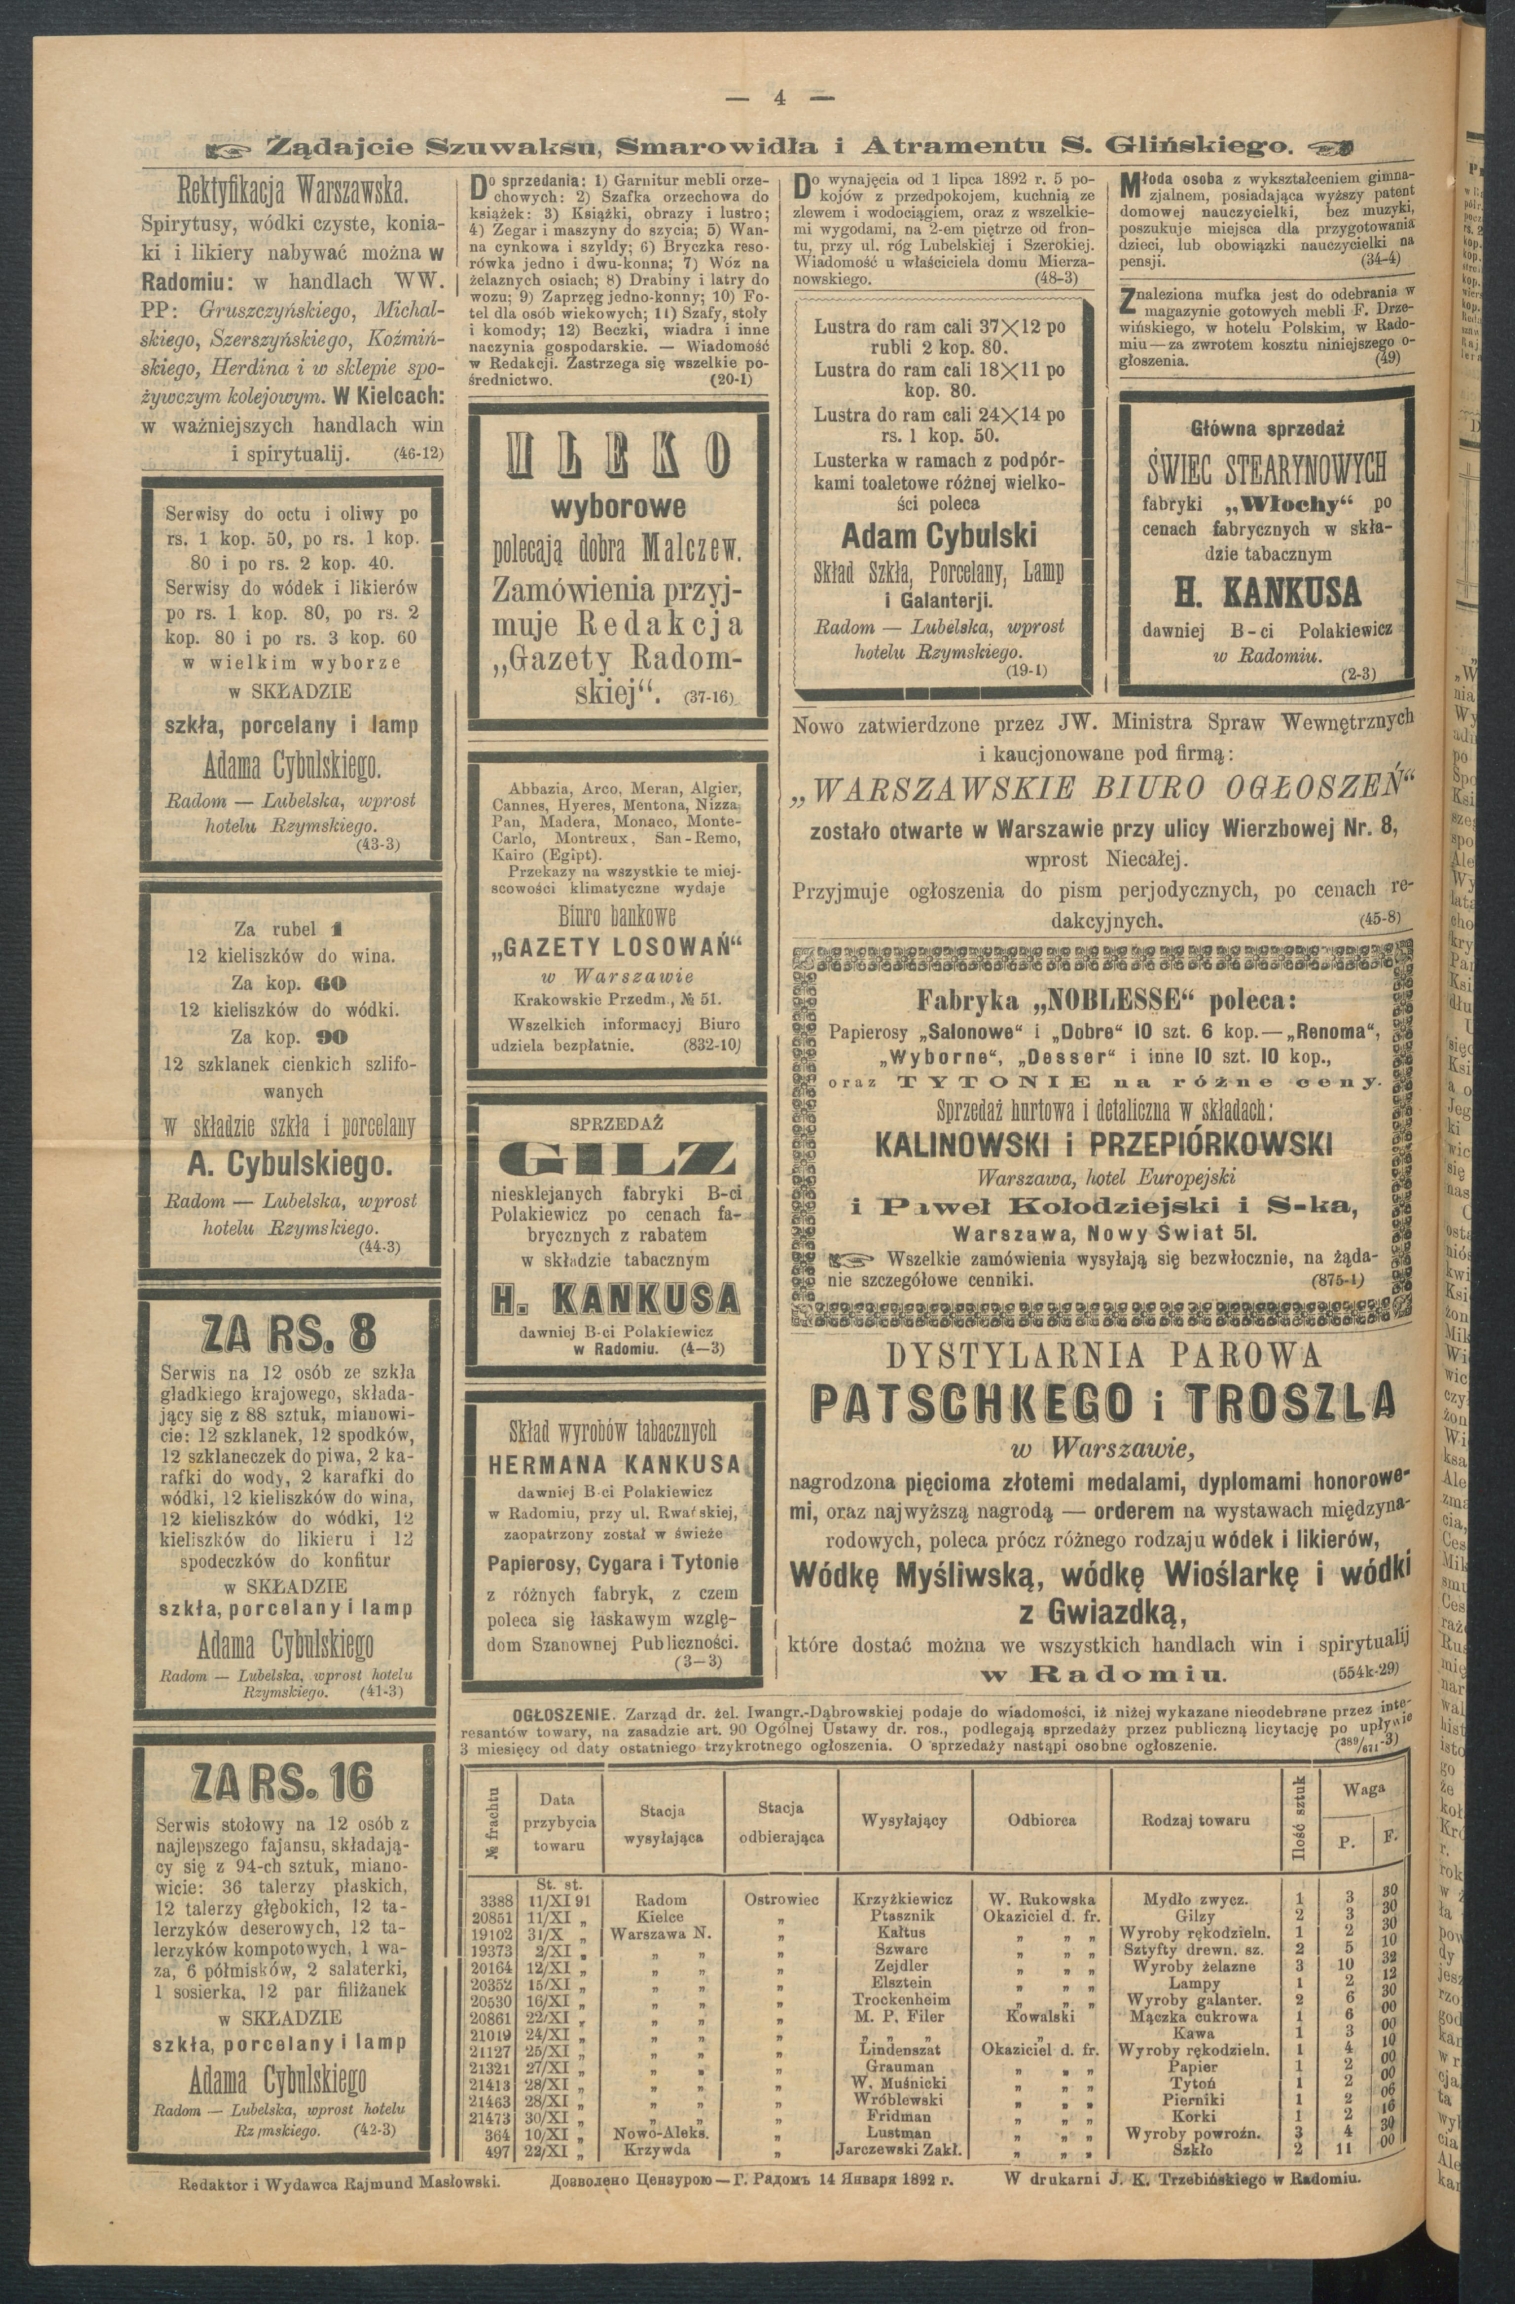 — 4 —
Żądajcie Szuwaksu, Smarowidła i Atramentu S. Glińskiego.
Rektyfikacja Warszawska.
Spirytusy, wódki czyste, konia-
ki i likiery nabywać można w
Radomiu: w handlach WW.
PP: Gruszczyńskiego, Michal-
skiego, Szerszyńskiego, Koźmiń-
skiego, Herdina i w sklepie spo-
żywczym kolejowym. W Kielcach:
w ważniejszych handlach win
i spirytualij. (46-12)
Serwisy do octu i oliwy po
rs. 1 kop. 50, po rs. 1 kop.
80 i po rs. 2 kop. 40.
Serwisy do wódek i likierów
po rs. 1 kop. 80, po rs. 2
kop. 80 i po rs. 3 kop. 60
w wielkim wyborze
w SKŁADZIE
szkła, porcelany i lamp
Adama Cybulskiego.
Radom — Lubelska, wprost
hotelu Rzymskiego.
(43-3)
Za rubel 1
12 kieliszków do wina.
Za kop. 60
12 kieliszków do wódki.
Za kop. 90
12 szklanek cienkich szlifo-
wanych
w składzie szkła i porcelany
A. Cybulskiego.
Radom — Lubelska, wprost
hotelu Rzymskiego.
(44-3)
ZA RS. 8
Serwis na 12 osób ze szkła
gładkiego krajowego, składa-
jący się z 88 sztuk, mianowi-
cie: 12 szklanek, 12 spodków,
12 szklaneczek do piwa, 2 ka-
rafki do wody, 2 karafki do
wódki, 12 kieliszków do wina,
12 kieliszków do wódki, 12
kieliszków do likieru i 12
spodeczków do konfitur
w SKŁADZIE
szkła, porcelany i lamp
Adama Cybulskiego
Radom — Lubelska, wprost hotelu
Rzymskiego. (41-3)
ZA RS. 16
Serwis stołowy na 12 osób z
najlepszego fajansu, składają-
cy się z 94-ch sztuk, miano-
wicie: 36 talerzy płaskich,
12 talerzy głębokich, 12 ta-
lerzyków deserowych, 12 ta-
lerzyków kompotowych, 1 wa-
za, 6 półmisków, 2 salaterki,
1 sosierka, 12 par filiżanek
w SKŁADZIE
szkła, porcelany i lamp
Adama Cybulskiego
Radom — Lubelska, wprost hotelu
Rzymskiego. (42-3)
Do sprzedania: 1) Garnitur mebli orze-
chowych: 2) Szafka orzechowa do
książek: 3) Książki, obrazy i lustro;
4) Zegar i maszyny do szycia; 5) Wan-
na cynkowa i szyldy; 6) Bryczka reso-
rówka jedno i dwu-konna; 7) Wóz na
żelaznych osiach; 8) Drabiny i latry do
wozu; 9) Zaprzęg jedno-konny; 10) Fo-
tel dla osób wiekowych; 11) Szafy, stoły
i komody; 12) Beczki, wiadra i inne
naczynia gospodarskie. — Wiadomość
w Redakcji. Zastrzega się wszelkie po-
średnictwo. (20-1)
MLEKO
wyborowe
polecają dobra Malczew.
Zamówienia przyj-
muje Redakcja
„Gazety Radom-
skiej“. (37-16)
Abbazia, Arco, Meran, Algier,
Cannes, Hyeres, Mentona, Nizza,
Pan, Madera, Monaco, Monte-
Carlo, Montreux, San-Remo,
Kairo (Egipt).
Przekazy na wszystkie te miej-
scowości klimatyczne wydaje
Biuro bankowe
„GAZETY LOSOWAŃ“
w Warszawie
Krakowskie Przedm., № 51.
Wszelkich informacyj Biuro
udziela bezpłatnie. (832-10)
SPRZEDAŻ
GILZ
niesklejanych fabryki B-ci
Polakiewicz po cenach fa-
brycznych z rabatem
w składzie tabacznym
H. KANKUSA
dawniej B-ci Polakiewicz
w Radomiu. (4—3)
Skład wyrobów tabacznych
HERMANA KANKUSA
dawniej B-ci Polakiewicz
w Radomiu, przy ul. Rwańskiej,
zaopatrzony został w świeże
Papierosy, Cygara i Tytonie
z różnych fabryk, z czem
poleca się łaskawym wzglę-
dom Szanownej Publiczności.
(3—3)
Do wynajęcia od 1 lipca 1892 r. 5 po-
kojów z przedpokojem, kuchnią ze
zlewem i wodociągiem, oraz z wszelkie-
mi wygodami, na 2-em piętrze od fron-
tu, przy ul. róg Lubelskiej i Szerokiej.
Wiadomość u właściciela domu Mierza-
nowskiego. (48-3)
Lustra do ram cali 37×12 po
rubli 2 kop. 80.
Lustra do ram cali 18×11 po
kop. 80.
Lustra do ram cali 24×14 po
rs. 1 kop. 50.
Lusterka w ramach z podpór-
kami toaletowe różnej wielko-
ści poleca
Adam Cybulski
Skład Szkła, Porcelany, Lamp
i Galanterji.
Radom — Lubelska, wprost
hotelu Rzymskiego.
(19-1)
Młoda osoba z wykształceniem gimna-
zjalnem, posiadająca wyższy patent
domowej nauczycielki, bez muzyki,
poszukuje miejsca dla przygotowania
dzieci, lub obowiązki nauczycielki na
pensji. (34-4)
Znaleziona mufka jest do odebrania w
magazynie gotowych mebli F. Drze-
wińskiego, w hotelu Polskim, w Rado-
miu — za zwrotem kosztu niniejszego o-
głoszenia. (49)
Główna sprzedaż
ŚWIEC STEARYNOWYCH
fabryki „Włochy“ po
cenach fabrycznych w skła-
dzie tabacznym
H. KANKUSA
dawniej B-ci Polakiewicz
w Radomiu.
(2-3)
Nowo zatwierdzone przez JW. Ministra Spraw Wewnętrznych
i kaucjonowane pod firmą:
„WARSZAWSKIE BIURO OGŁOSZEŃ“
zostało otwarte w Warszawie przy ulicy Wierzbowej Nr. 8,
wprost Niecałej.
Przyjmuje ogłoszenia do pism perjodycznych, po cenach re-
dakcyjnych. (45-8)
Fabryka „NOBLESSE“ poleca:
Papierosy „Salonowe“ i „Dobre“ 10 szt. 6 kop. — „Renoma“,
„Wyborne“, „Desser“ i inne 10 szt. 10 kop.,
oraz TYTONIE na różne ceny.
Sprzedaż hurtowa i detaliczna w składach:
KALINOWSKI i PRZEPIÓRKOWSKI
Warszawa, hotel Europejski
i Paweł Kołodziejski i S-ka,
Warszawa, Nowy Świat 51.
Wszelkie zamówienia wysyłają się bezwłocznie, na żąda-
nie szczegółowe cenniki. (875-1)
DYSTYLARNIA PAROWA
PATSCHKEGO i TROSZLA
w Warszawie,
nagrodzona pięcioma złotemi medalami, dyplomami honorowe-
mi, oraz najwyższą nagrodą — orderem na wystawach międzyna-
rodowych, poleca prócz różnego rodzaju wódek i likierów,
Wódkę Myśliwską, wódkę Wioślarkę i wódki
z Gwiazdką,
które dostać można we wszystkich handlach win i spirytualij
w Radomiu. (554k-29)
OGŁOSZENIE. Zarząd dr. żel. Iwangr.-Dąbrowskiej podaje do wiadomości, iż niżej wykazane nieodebrane przez inte-
resantów towary, na zasadzie art. 90 Ogólnej Ustawy dr. ros., podlegają sprzedaży przez publiczną licytację po upływie
3 miesięcy od daty ostatniego trzykrotnego ogłoszenia. O sprzedaży nastąpi osobne ogłoszenie. (389/671-3)
№ frachtu | Data przybycia towaru | Stacja wysyłająca | Stacja odbierająca | Wysyłający | Odbiorca | Rodzaj towaru | Ilość sztuk | Waga P. | F.
St. st.
3388 11/XI 91 Radom Ostrowiec Krzyżkiewicz W. Rukowska Mydło zwycz. 1 3 30
20851 11/XI „ Kielce „ Ptasznik Okaziciel d. fr. Gilzy 2 3 30
19102 31/X „ Warszawa N. „ Kałtus „ „ „ Wyroby rękodzieln. 1 2 30
19373 2/XI „ „ „ „ Szwarc „ „ „ Sztyfty drewn. sz. 2 5 10
20164 12/XI „ „ „ „ Zejdler „ „ „ Wyroby żelazne 3 10 32
20352 15/XI „ „ „ „ Elsztein „ „ „ Lampy 1 2 12
20530 16/XI „ „ „ „ Trockenheim „ „ „ Wyroby galanter. 2 6 30
20861 22/XI „ „ „ „ M. P. Filer Kowalski Mączka cukrowa 1 6 00
21019 24/XI „ „ „ „ „ „ „ „ Kawa 1 3 00
21127 25/XI „ „ „ „ Lindenszat Okaziciel d. fr. Wyroby rękodzieln. 1 4 10
21321 27/XI „ „ „ „ Grauman „ „ „ Papier 1 2 00
21413 28/XI „ „ „ „ W. Muśnicki „ „ „ Tytoń 1 2 00
21463 28/XI „ „ „ „ Wróblewski „ „ „ Pierniki 1 2 06
21473 30/XI „ „ „ „ Fridman „ „ „ Korki 1 2 16
364 10/XI „ Nowo-Aleks. „ Lustman „ „ „ Wyroby powroźn. 3 4 30
497 22/XI „ Krzywda „ Jarczewski Zakł. „ „ „ Szkło 2 11 00
Redaktor i Wydawca Rajmund Masłowski. Дозволено Цензурою — Г. Радомъ 14 Января 1892 г. W drukarni J. K. Trzebińskiego w Radomiu.